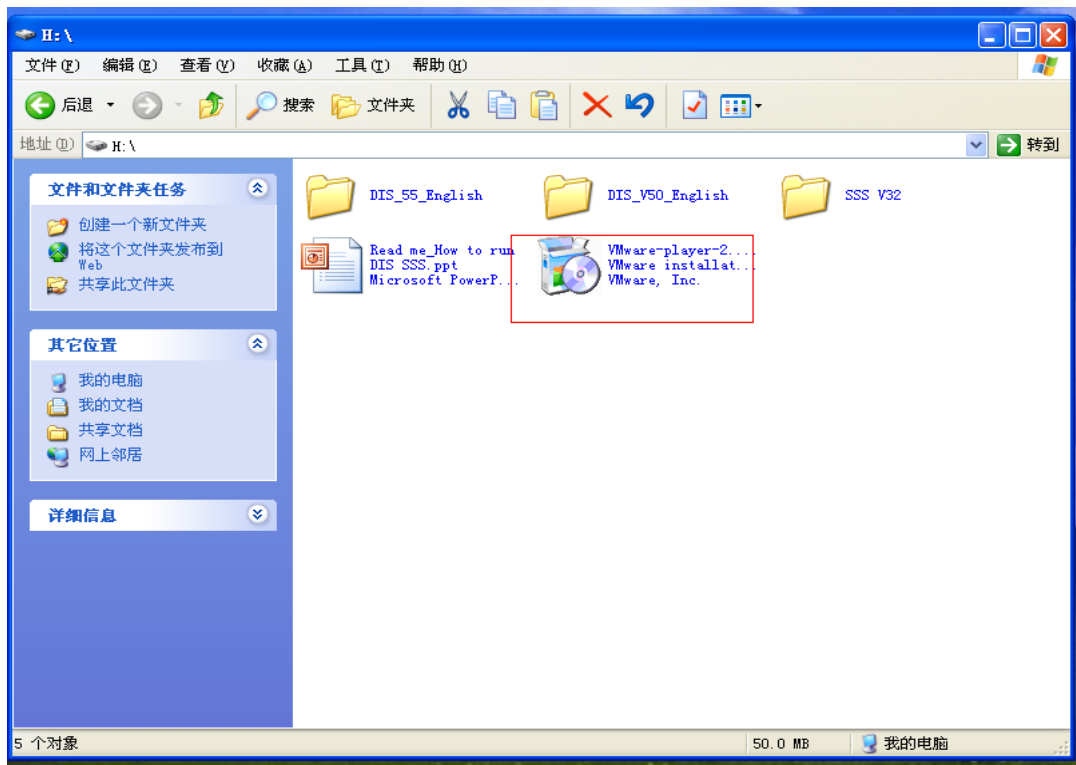 H:\
文件(F) 编辑(E) 查看(V) 收藏(A) 工具(T) 帮助(H)
后退 搜索 文件夹
地址(D) H:\ 转到
文件和文件夹任务
创建一个新文件夹
将这个文件夹发布到
Web
共享此文件夹
其它位置
我的电脑
我的文档
共享文档
网上邻居
详细信息
DIS_55_English
DIS_V50_English
SSS V32
Read me_How to run
DIS SSS.ppt
Microsoft PowerP...
VMware-player-2....
VMware installat...
VMware, Inc.
5 个对象 50.0 MB 我的电脑